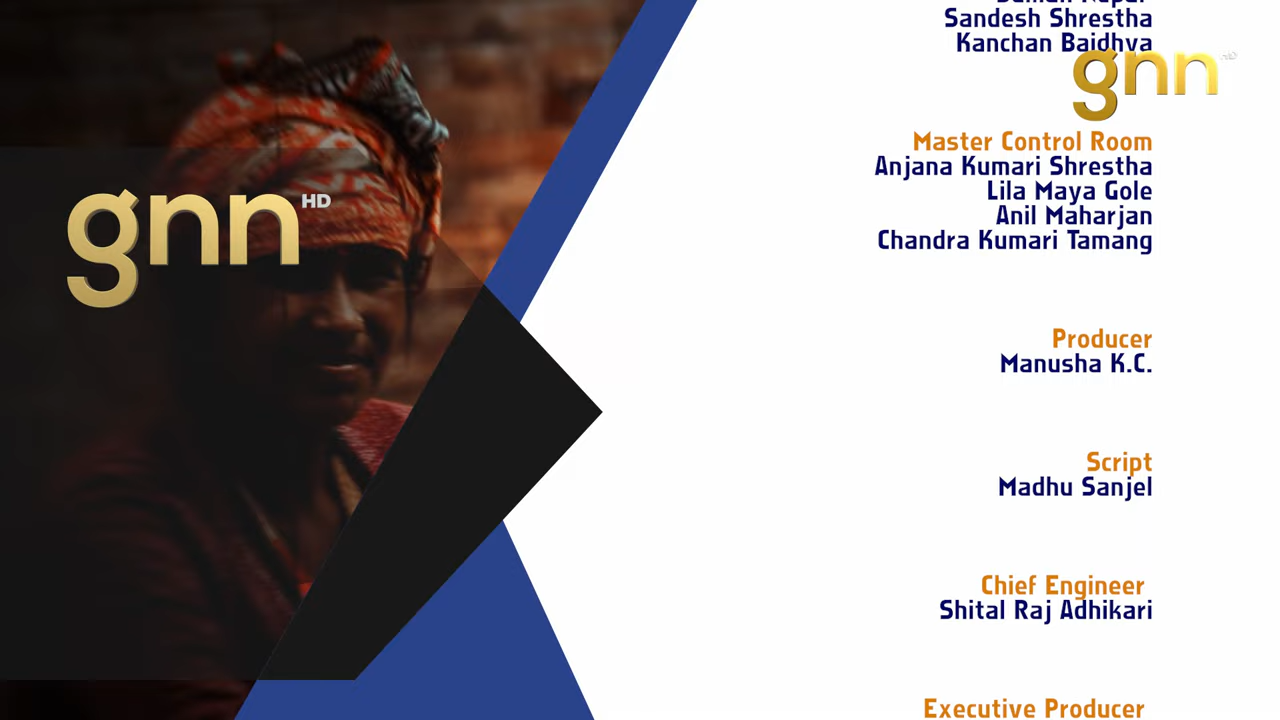 gnn HD
Sandesh Shrestha
Kanchan Baidhya
gnn HD
Master Control Room
Anjana Kumari Shrestha
Lila Maya Gole
Anil Maharjan
Chandra Kumari Tamang
Producer
Manusha K.C.
Script
Madhu Sanjel
Chief Engineer
Shital Raj Adhikari
Executive Producer